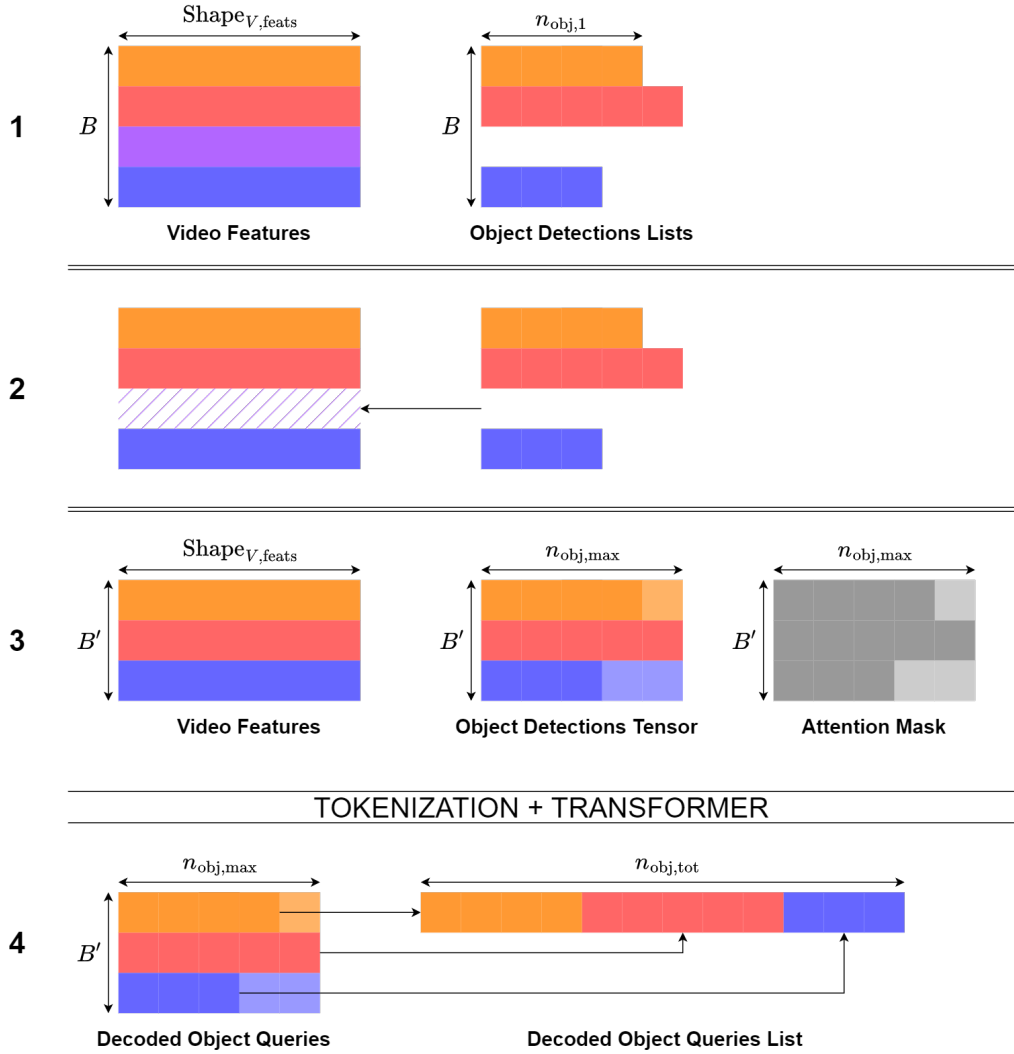 Shape_{V,feats} n_{obj,1}
1 B B
Video Features Object Detections Lists
2
Shape_{V,feats} n_{obj,max} n_{obj,max}
3 B′ B′ B′
Video Features Object Detections Tensor Attention Mask
TOKENIZATION + TRANSFORMER
n_{obj,max} n_{obj,tot}
4 B′
Decoded Object Queries Decoded Object Queries List